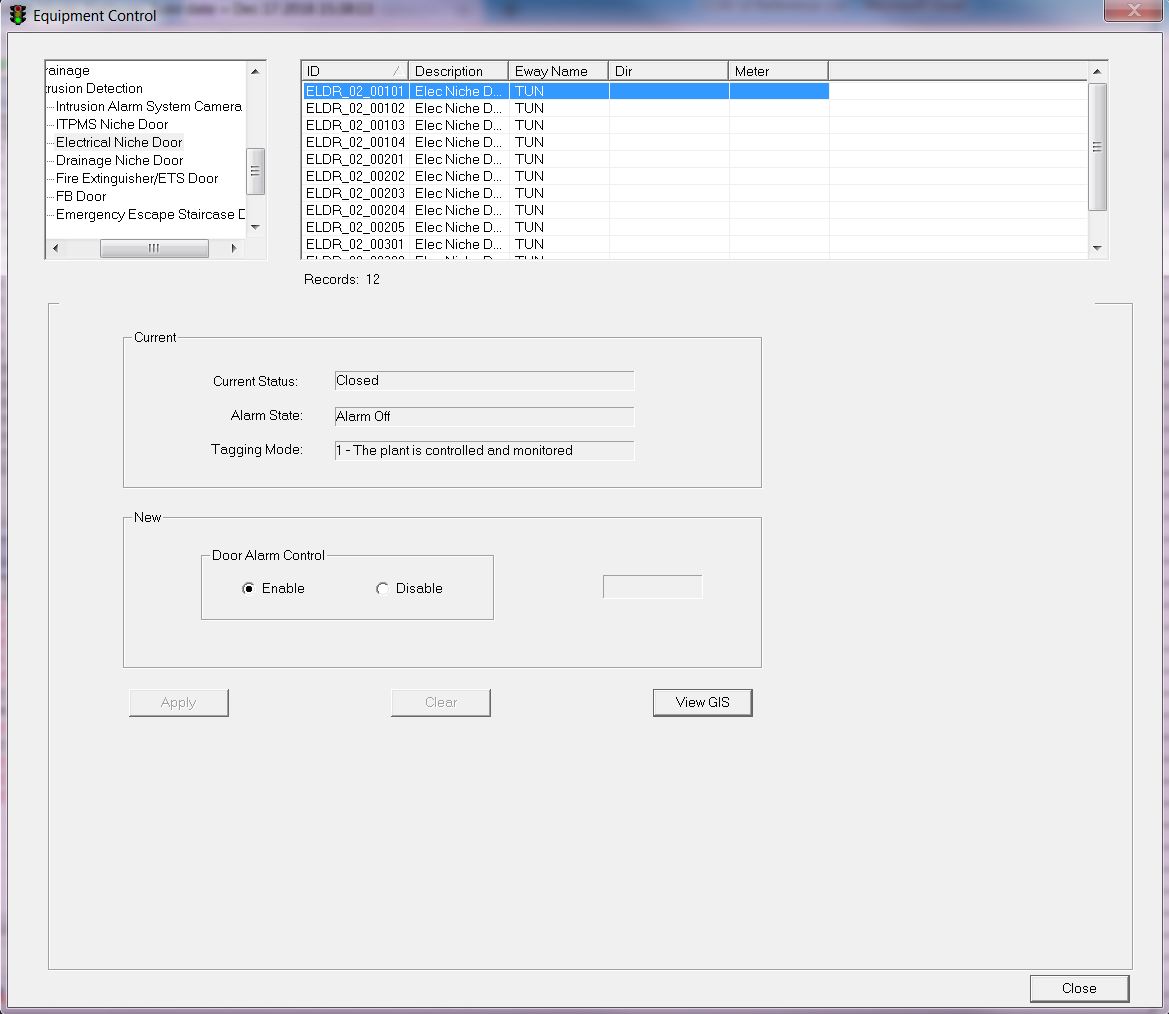 Equipment Control
rainage
trusion Detection
Intrusion Alarm System Camera
ITPMS Niche Door
Electrical Niche Door
Drainage Niche Door
Fire Extinguisher/ETS Door
FB Door
Emergency Escape Staircase D
ID Description Eway Name Dir Meter
ELDR_02_00101 Elec Niche D... TUN
ELDR_02_00102 Elec Niche D... TUN
ELDR_02_00103 Elec Niche D... TUN
ELDR_02_00104 Elec Niche D... TUN
ELDR_02_00201 Elec Niche D... TUN
ELDR_02_00202 Elec Niche D... TUN
ELDR_02_00203 Elec Niche D... TUN
ELDR_02_00204 Elec Niche D... TUN
ELDR_02_00205 Elec Niche D... TUN
ELDR_02_00301 Elec Niche D... TUN
Records: 12
Current
Current Status: Closed
Alarm State: Alarm Off
Tagging Mode: 1 - The plant is controlled and monitored
New
Door Alarm Control
Enable Disable
Apply Clear View GIS
Close